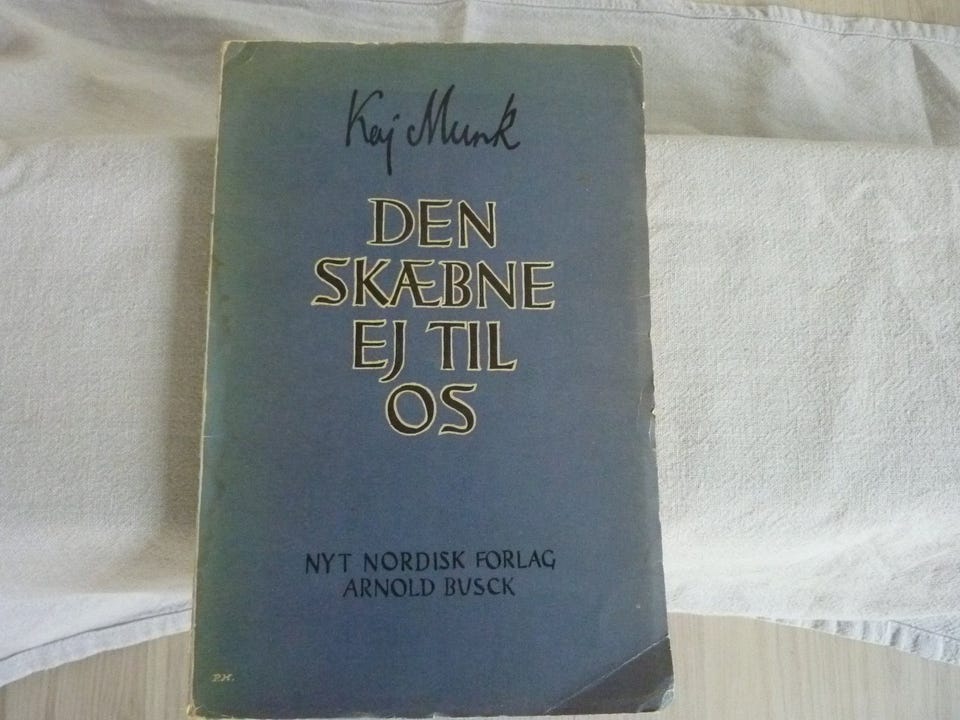 Kaj Munk
DEN
SKÆBNE
EJ TIL
OS
NYT NORDISK FORLAG
ARNOLD BUSCK
P.H.